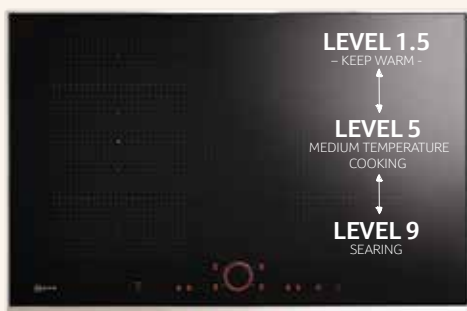 LEVEL 1.5
– KEEP WARM -
LEVEL 5
MEDIUM TEMPERATURE
COOKING
LEVEL 9
SEARING